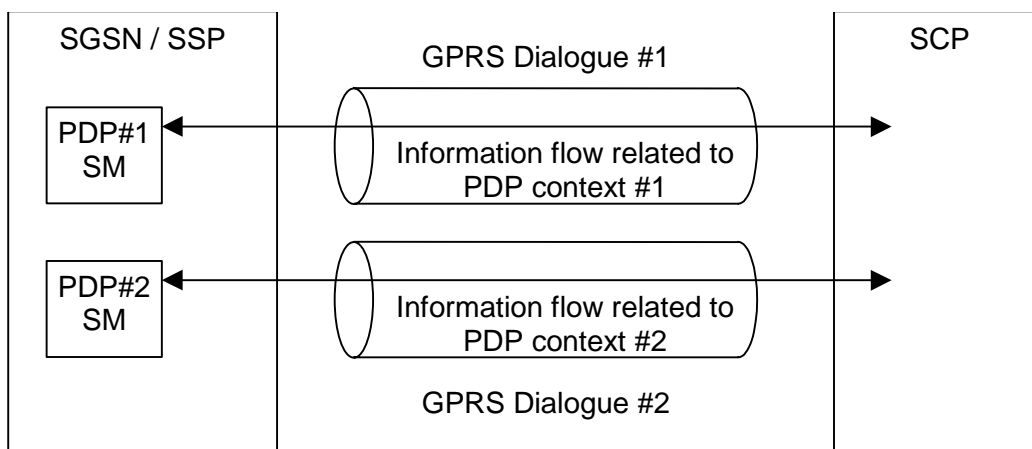 SGSN / SSP
SCP
GPRS Dialogue #1
PDP#1
SM
Information flow related to
PDP context #1
PDP#2
SM
Information flow related to
PDP context #2
GPRS Dialogue #2